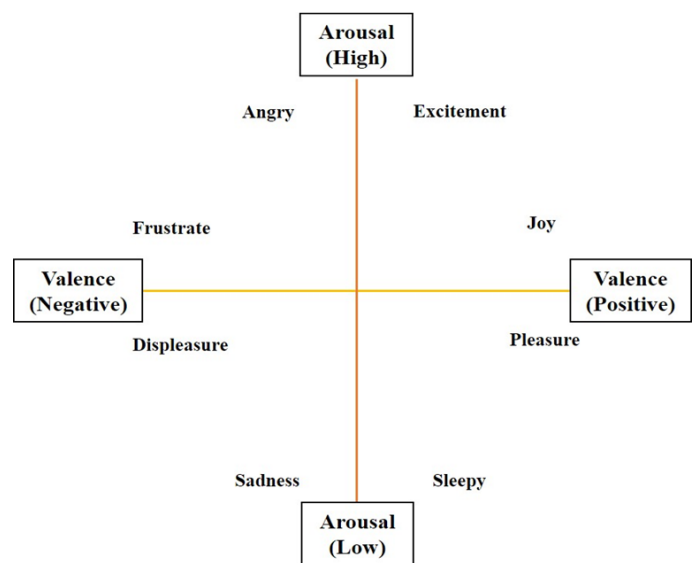 Arousal
(High)
Angry
Excitement
Frustrate
Joy
Valence
(Negative)
Valence
(Positive)
Displeasure
Pleasure
Sadness
Sleepy
Arousal
(Low)